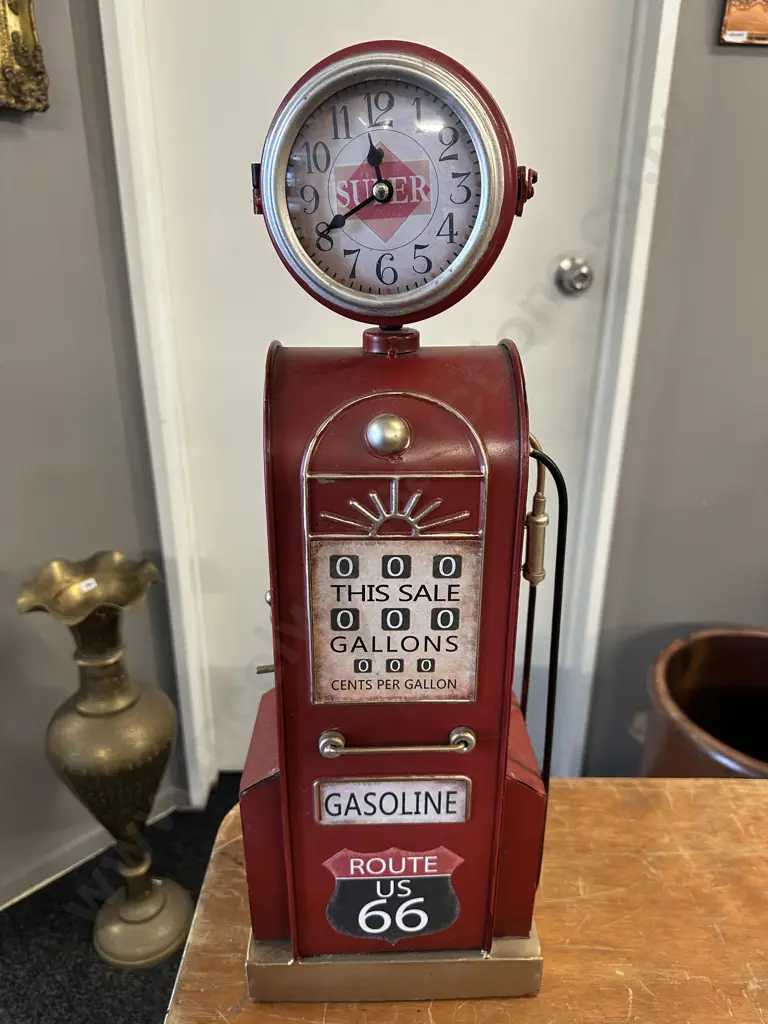 12
11 1
10 2
SUPER
9 3
8 4
7 5
6
0 0 0
THIS SALE
0 0 0
GALLONS
0 0 0
CENTS PER GALLON
GASOLINE
ROUTE
US
66